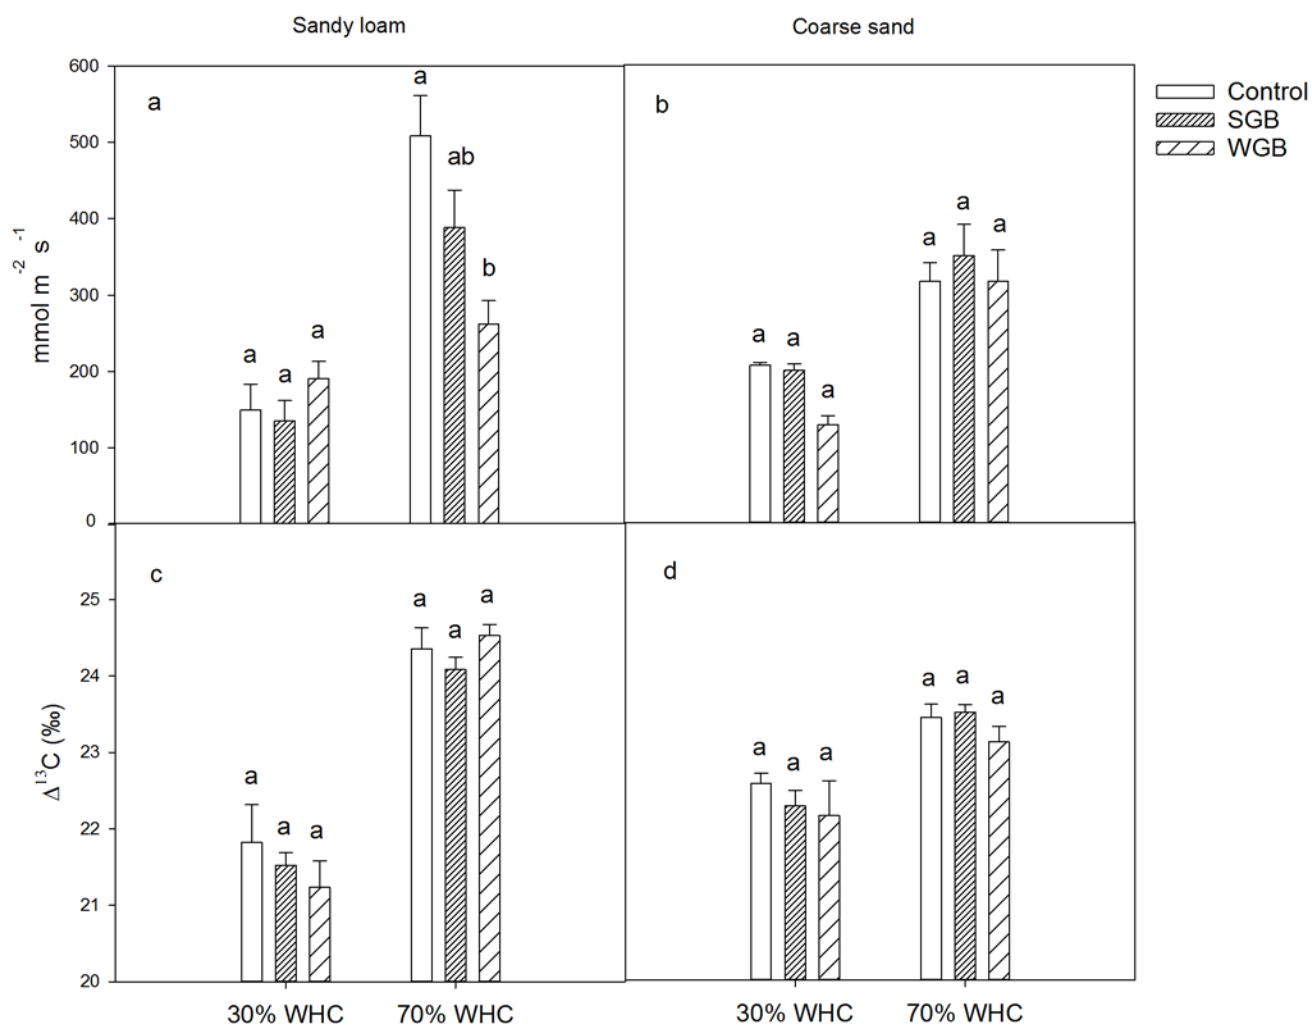 Sandy loam
Coarse sand
600
500
400
300
200
100
0
mmol m⁻² s⁻¹
a
a
ab
b
a
a
a
b
a
a
a
a
a
a
Control
SGB
WGB
25
24
23
22
21
20
Δ¹³C (‰)
c
a
a
a
a
a
a
d
a
a
a
a
a
a
30% WHC
70% WHC
30% WHC
70% WHC